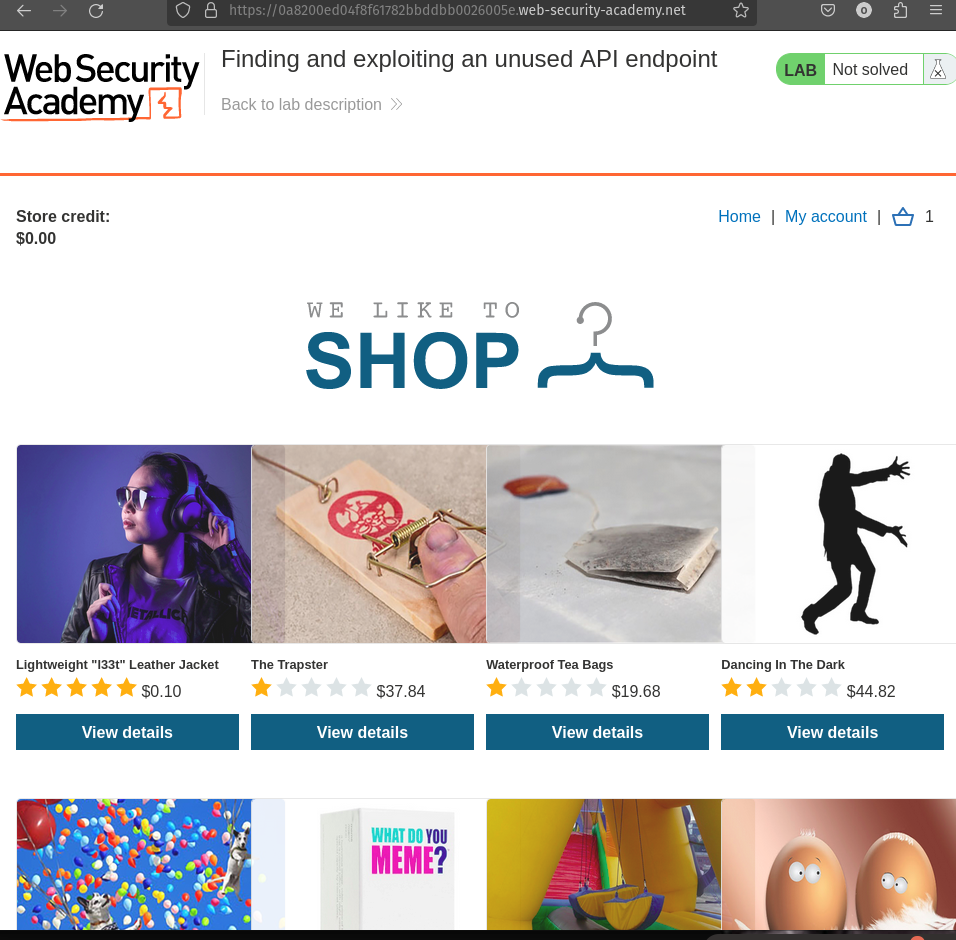 https://0a8200ed04f8f61782bbddbb0026005e.web-security-academy.net
Web Security
Academy
Finding and exploiting an unused API endpoint
Back to lab description
LAB Not solved
Store credit:
$0.00
Home | My account | 1
WE LIKE TO
SHOP
METALLICA
Lightweight "l33t" Leather Jacket
$0.10
View details
The Trapster
$37.84
View details
Waterproof Tea Bags
$19.68
View details
Dancing In The Dark
$44.82
View details
WHAT DO YOU
MEME?